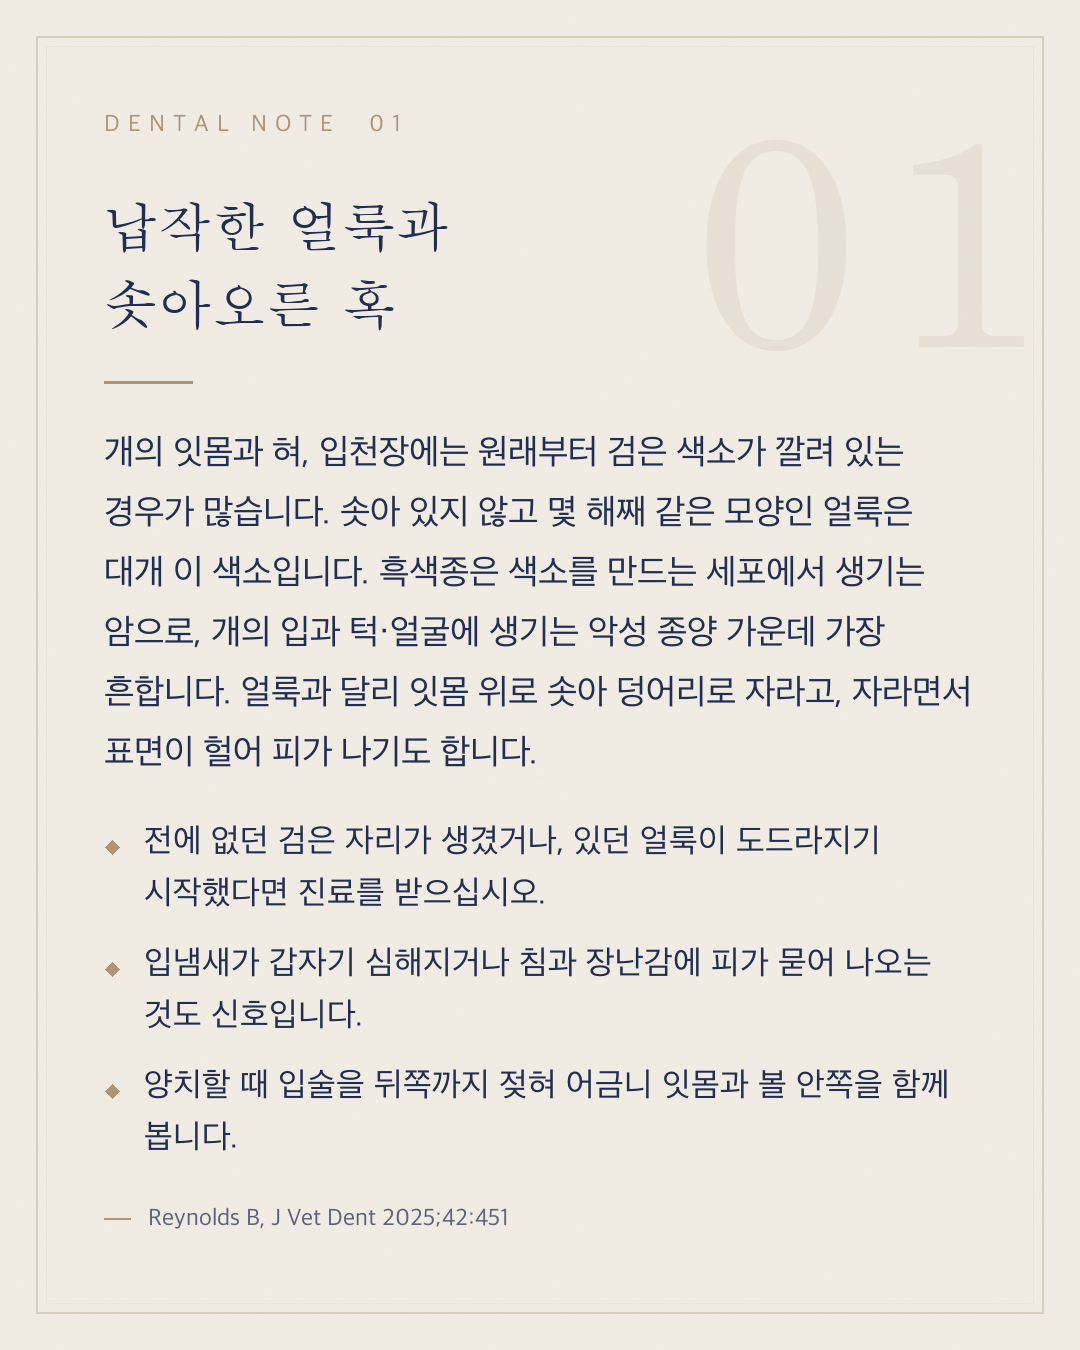 DENTAL NOTE 01
01
납작한 얼룩과
솟아오른 혹
개의 잇몸과 혀, 입천장에는 원래부터 검은 색소가 깔려 있는
경우가 많습니다. 솟아 있지 않고 몇 해째 같은 모양인 얼룩은
대개 이 색소입니다. 흑색종은 색소를 만드는 세포에서 생기는
암으로, 개의 입과 턱·얼굴에 생기는 악성 종양 가운데 가장
흔합니다. 얼룩과 달리 잇몸 위로 솟아 덩어리로 자라고, 자라면서
표면이 헐어 피가 나기도 합니다.
◆ 전에 없던 검은 자리가 생겼거나, 있던 얼룩이 도드라지기
시작했다면 진료를 받으십시오.
◆ 입냄새가 갑자기 심해지거나 침과 장난감에 피가 묻어 나오는
것도 신호입니다.
◆ 양치할 때 입술을 뒤쪽까지 젖혀 어금니 잇몸과 볼 안쪽을 함께
봅니다.
— Reynolds B, J Vet Dent 2025;42:451